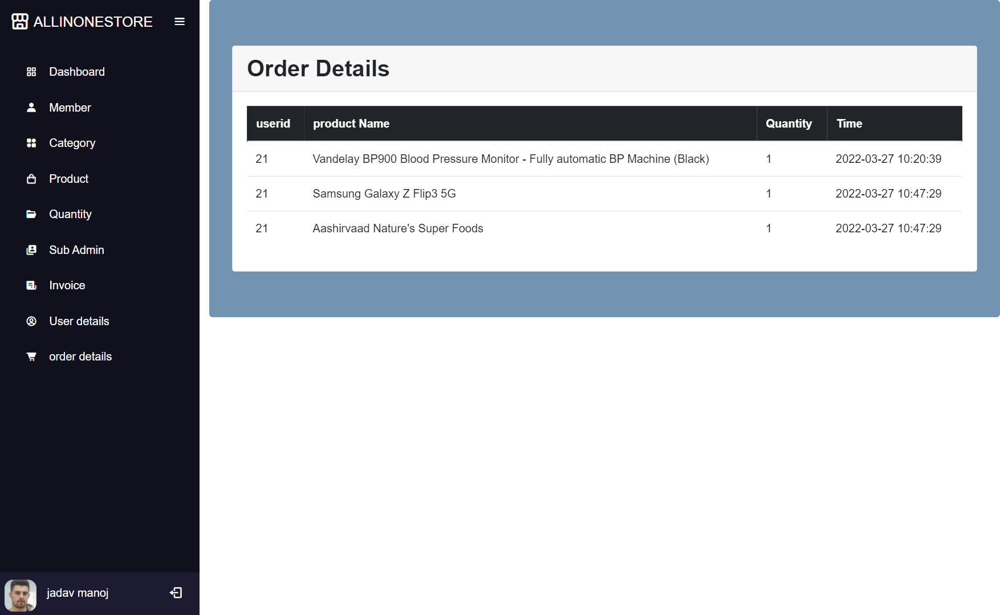 ALLINONESTORE
Dashboard
Member
Category
Product
Quantity
Sub Admin
Invoice
User details
order details
jadav manoj
Order Details
userid product Name Quantity Time
21 Vandelay BP900 Blood Pressure Monitor - Fully automatic BP Machine (Black) 1 2022-03-27 10:20:39
21 Samsung Galaxy Z Flip3 5G 1 2022-03-27 10:47:29
21 Aashirvaad Nature's Super Foods 1 2022-03-27 10:47:29